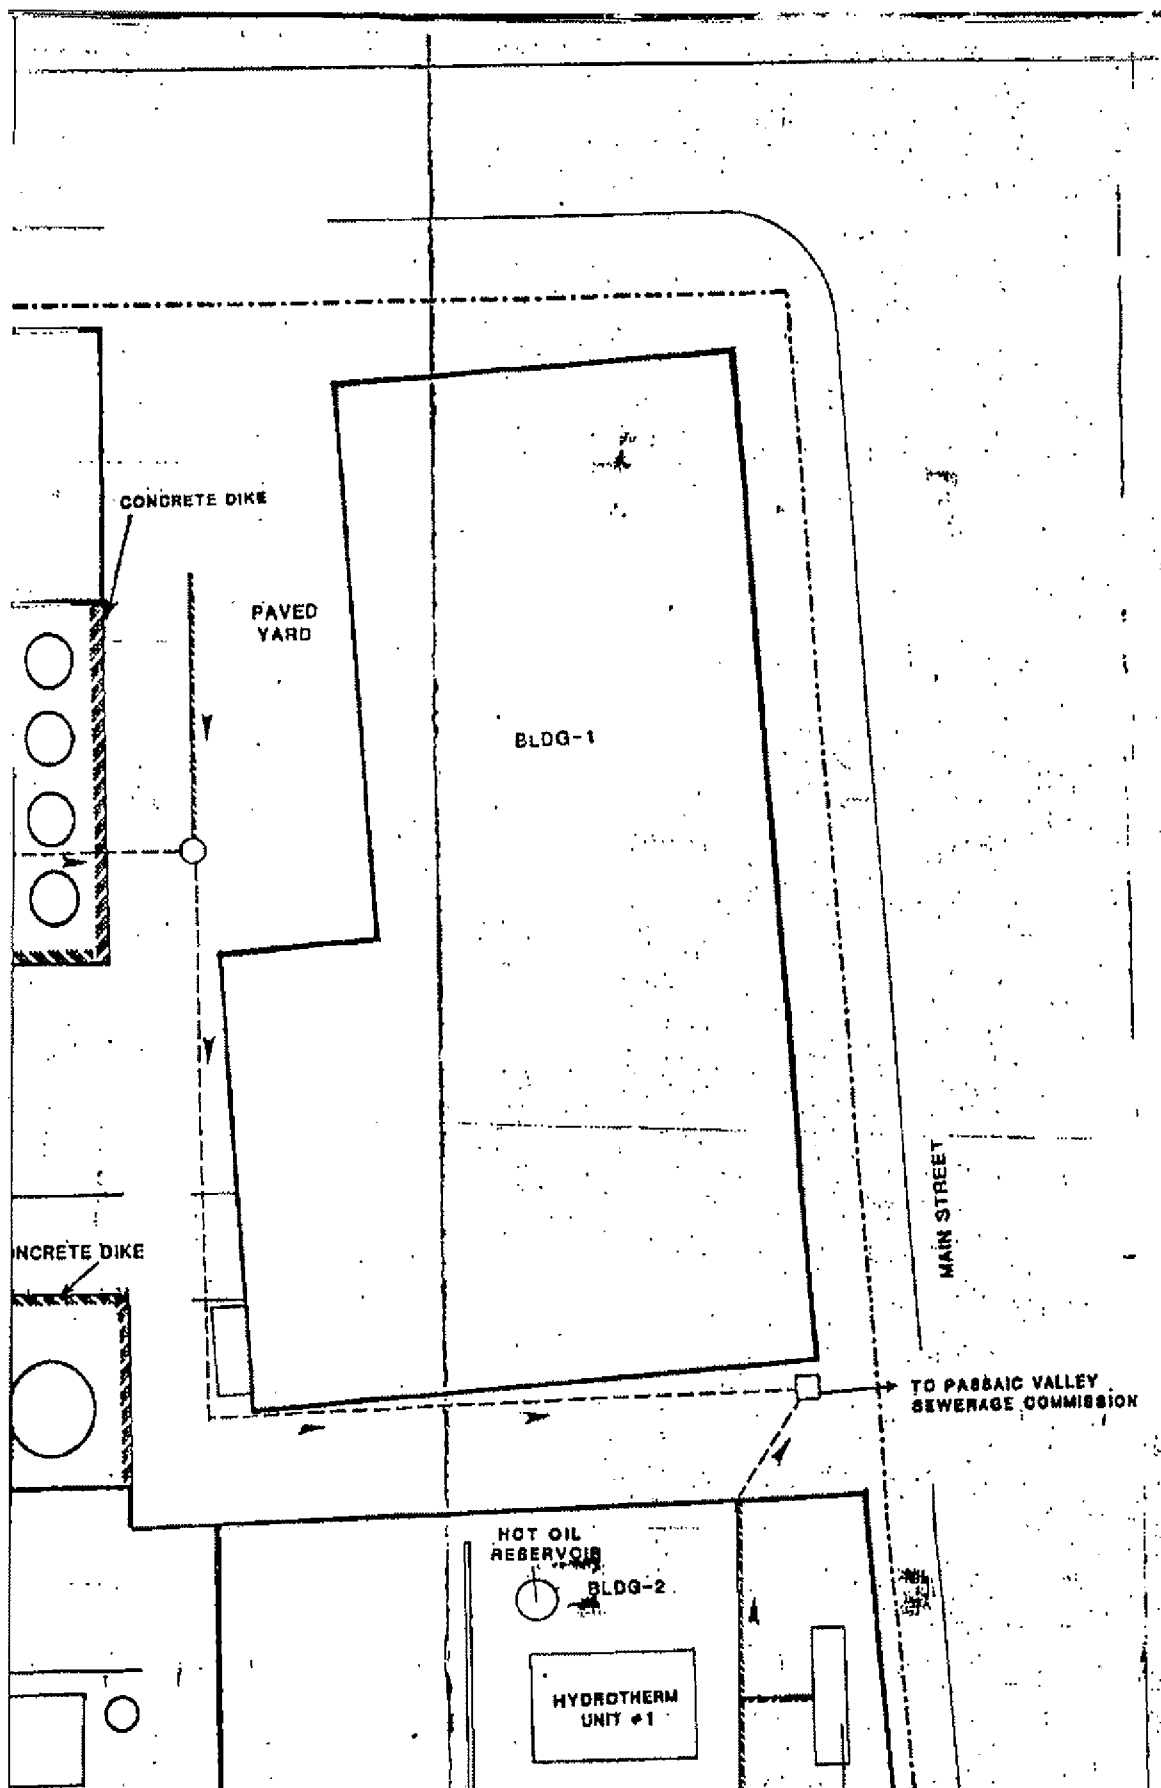 CONCRETE DIKE
PAVED
YARD
BLDG-1
MAIN STREET
NCRETE DIKE
TO PASSAIC VALLEY
SEWERAGE COMMISSION
HOT OIL
RESERVOIR
BLDG-2
HYDROTHERM
UNIT #1